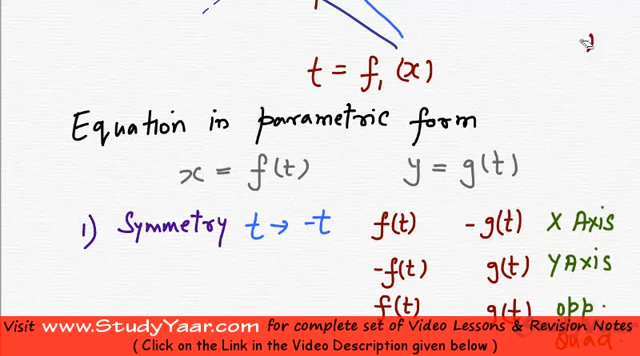 t = f₁ (x)
Equation in parametric form
x = f(t) y = g(t)
1) Symmetry t → -t f(t) -g(t) X Axis
-f(t) g(t) Y Axis
f(t) g(t) opp.
Quad.
Visit www.StudyYaar.com for complete set of Video Lessons & Revision Notes
( Click on the Link in the Video Description given below )